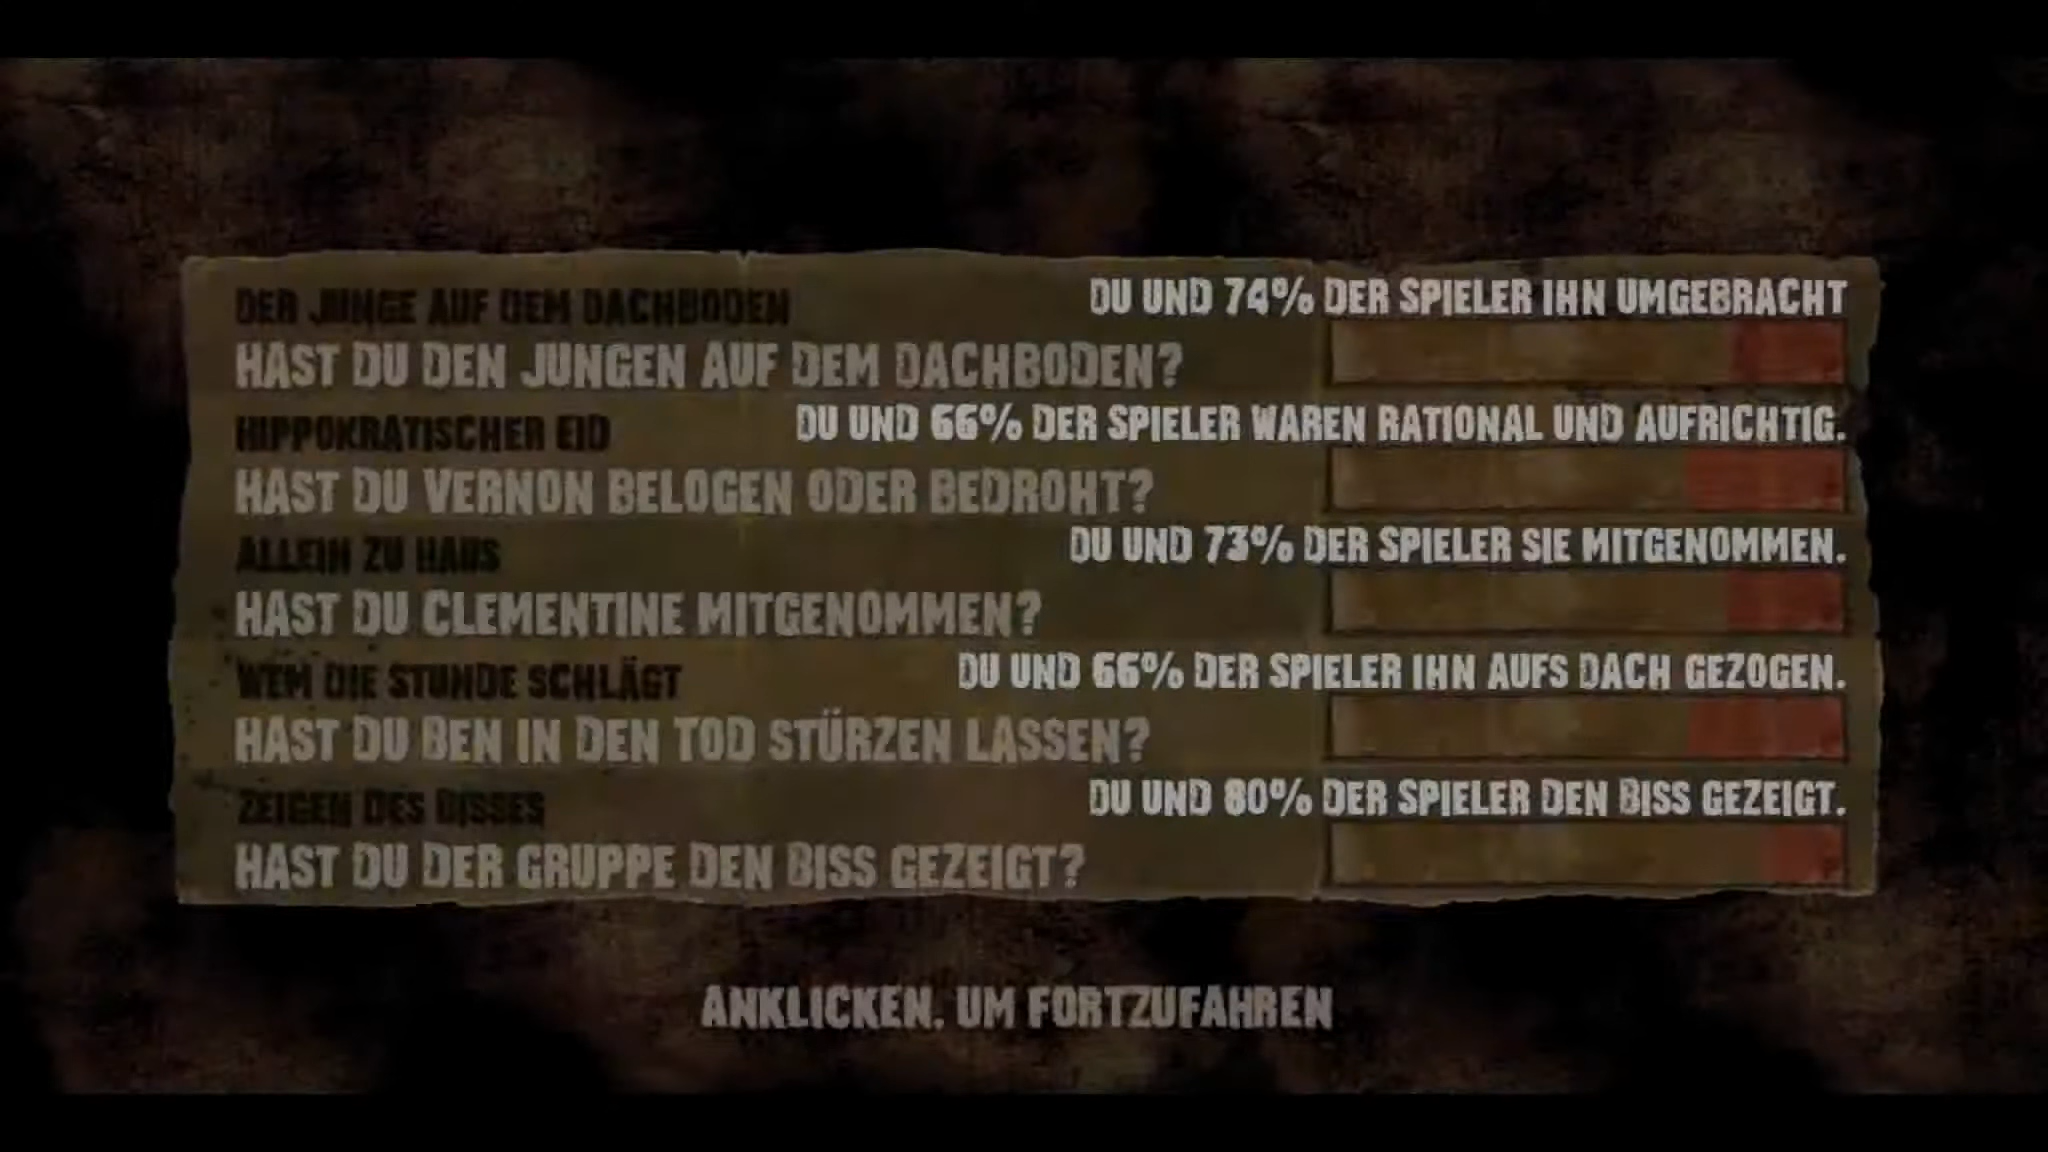 DER JUNGE AUF DEM DACHBODEN
DU UND 74% DER SPIELER IHN UMGEBRACHT
HAST DU DEN JUNGEN AUF DEM DACHBODEN?
HIPPOKRATISCHER EID
DU UND 66% DER SPIELER WAREN RATIONAL UND AUFRICHTIG.
HAST DU VERNON BELOGEN ODER BEDROHT?
ALLEIN ZU HAUS
DU UND 73% DER SPIELER SIE MITGENOMMEN.
HAST DU CLEMENTINE MITGENOMMEN?
WEM DIE STUNDE SCHLÄGT
DU UND 66% DER SPIELER IHN AUFS DACH GEZOGEN.
HAST DU BEN IN DEN TOD STÜRZEN LASSEN?
ZEIGEN DES BISSES
DU UND 80% DER SPIELER DEN BISS GEZEIGT.
HAST DU DER GRUPPE DEN BISS GEZEIGT?
ANKLICKEN, UM FORTZUFAHREN